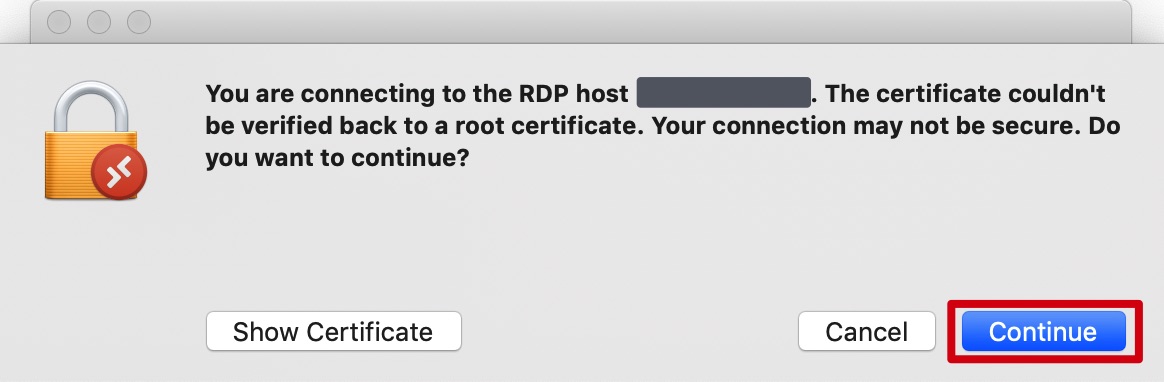 You are connecting to the RDP host . The certificate couldn't
be verified back to a root certificate. Your connection may not be secure. Do
you want to continue?
Show Certificate
Cancel
Continue